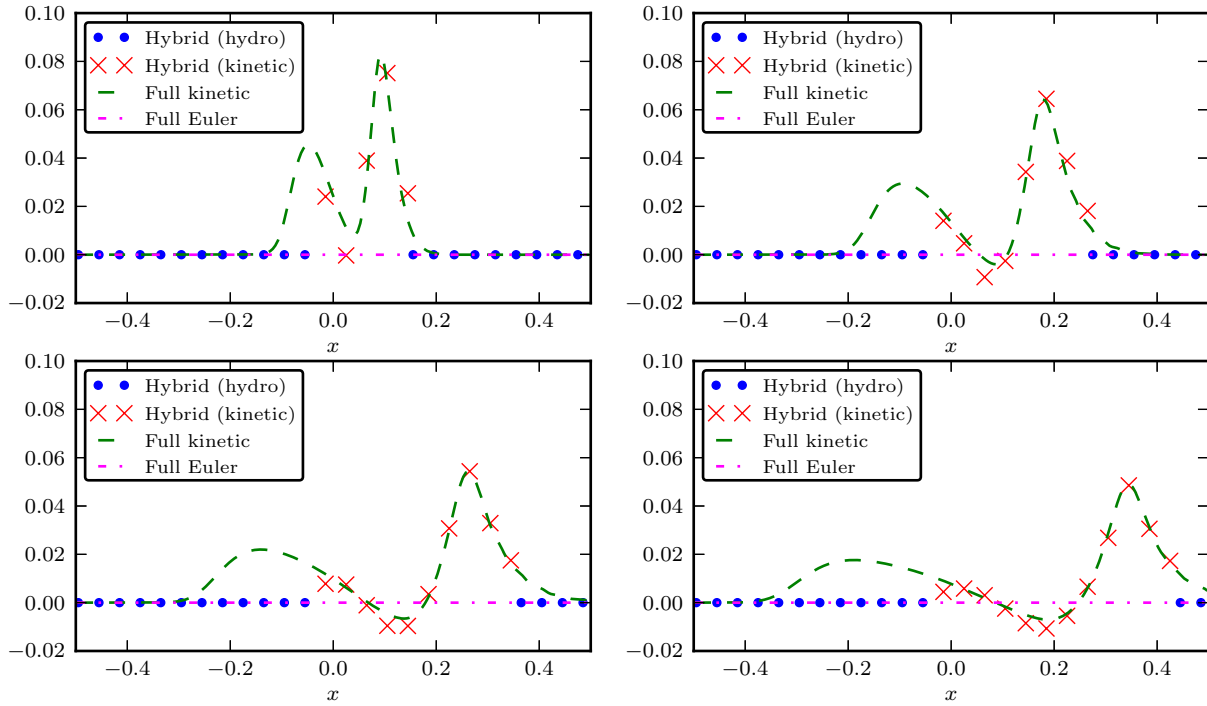 0.10
0.08
0.06
0.04
0.02
0.00
−0.02
Hybrid (hydro)
Hybrid (kinetic)
Full kinetic
Full Euler
−0.4 −0.2 0.0 0.2 0.4
x
0.10
0.08
0.06
0.04
0.02
0.00
−0.02
Hybrid (hydro)
Hybrid (kinetic)
Full kinetic
Full Euler
−0.4 −0.2 0.0 0.2 0.4
x
0.10
0.08
0.06
0.04
0.02
0.00
−0.02
Hybrid (hydro)
Hybrid (kinetic)
Full kinetic
Full Euler
−0.4 −0.2 0.0 0.2 0.4
x
0.10
0.08
0.06
0.04
0.02
0.00
−0.02
Hybrid (hydro)
Hybrid (kinetic)
Full kinetic
Full Euler
−0.4 −0.2 0.0 0.2 0.4
x